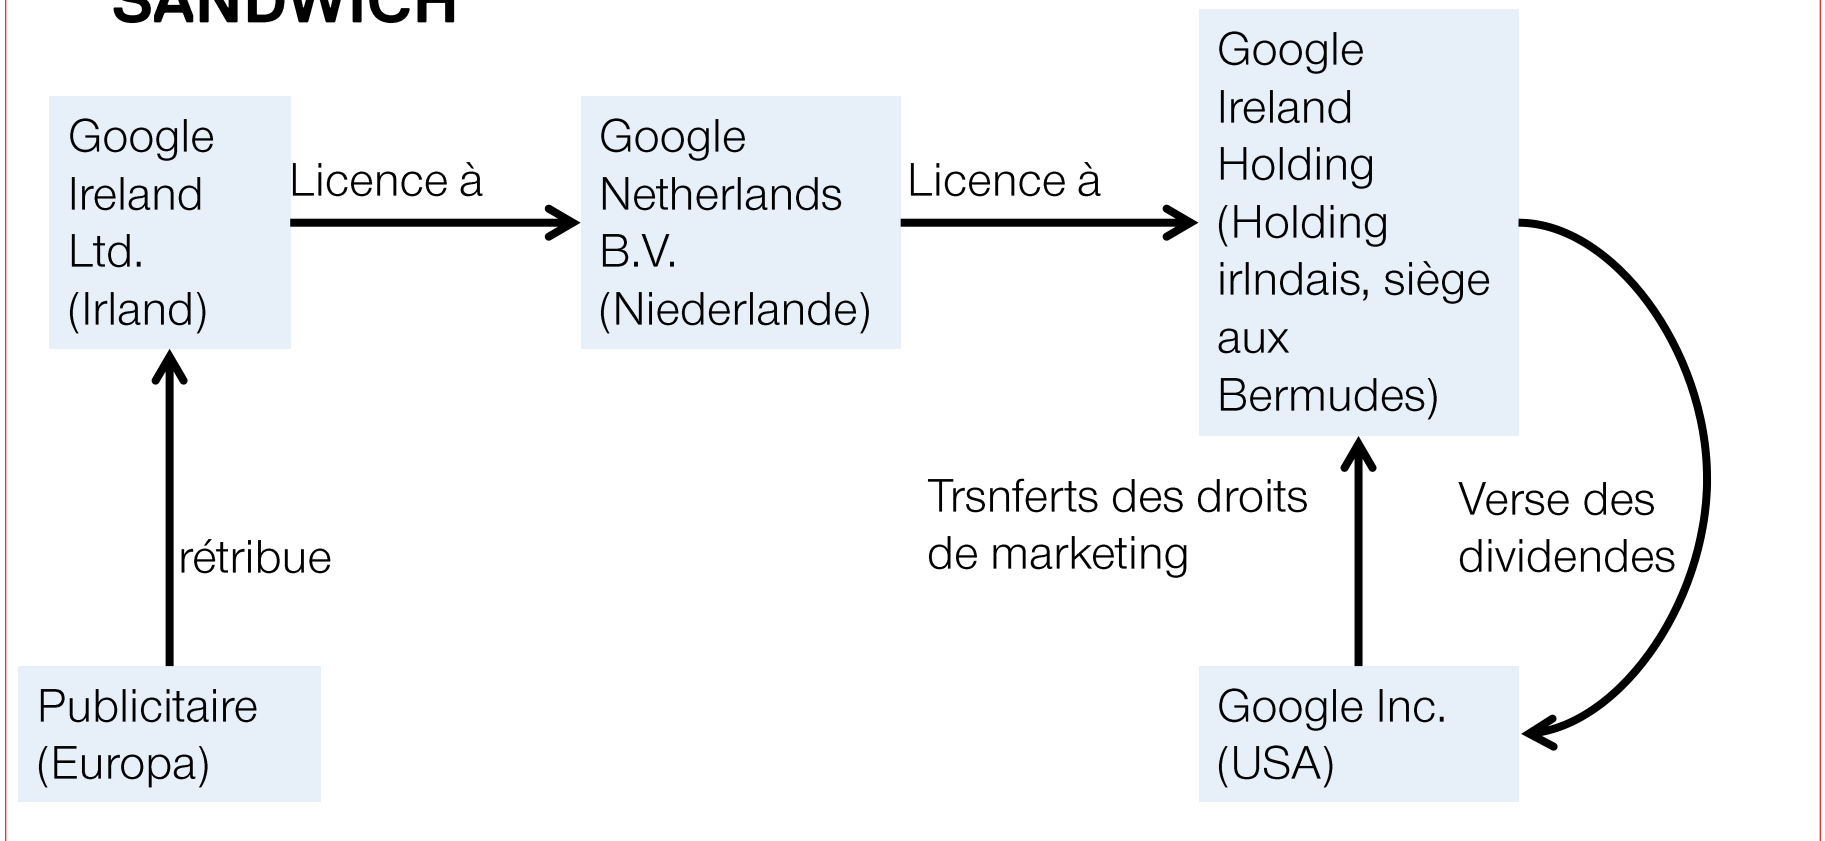 SANDWICH
Google
Ireland
Ltd.
(Irland)
Licence à
Google
Netherlands
B.V.
(Niederlande)
Licence à
Google
Ireland
Holding
(Holding
irlndais, siège
aux
Bermudes)
rétribue
Trsnferts des droits
de marketing
Verse des
dividendes
Publicitaire
(Europa)
Google Inc.
(USA)